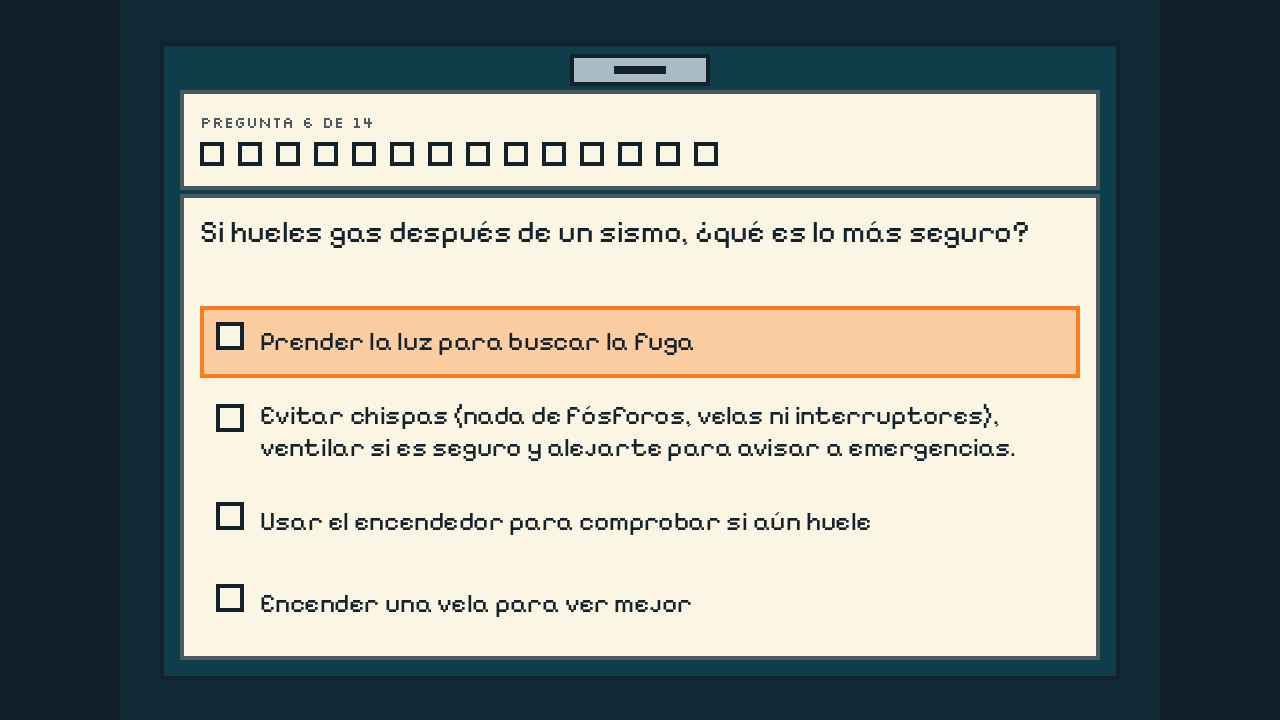 PREGUNTA 6 DE 14
Si hueles gas después de un sismo, ¿qué es lo más seguro?
Prender la luz para buscar la fuga
Evitar chispas (nada de fósforos, velas ni interruptores),
ventilar si es seguro y alejarte para avisar a emergencias.
Usar el encendedor para comprobar si aún huele
Encender una vela para ver mejor